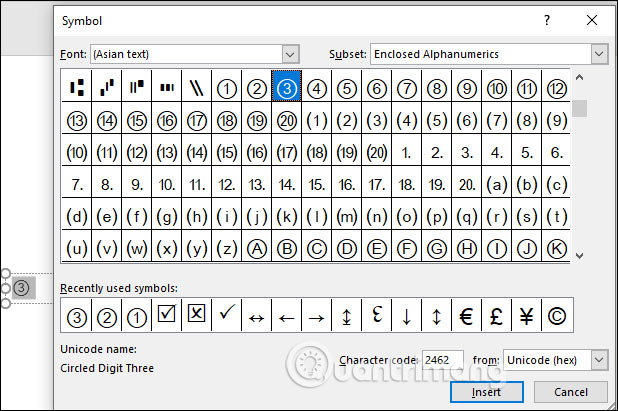 Symbol
Font: (Asian text) Subset: Enclosed Alphanumerics
① ② ③ ④ ⑤ ⑥ ⑦ ⑧ ⑨ ⑩ ⑪ ⑫
⑬ ⑭ ⑮ ⑯ ⑰ ⑱ ⑲ ⑳ (1) (2) (3) (4) (5) (6) (7) (8) (9)
(10) (11) (12) (13) (14) (15) (16) (17) (18) (19) (20) 1. 2. 3. 4. 5. 6.
7. 8. 9. 10. 11. 12. 13. 14. 15. 16. 17. 18. 19. 20. (a) (b) (c)
(d) (e) (f) (g) (h) (i) (j) (k) (l) (m) (n) (o) (p) (q) (r) (s) (t)
(u) (v) (w) (x) (y) (z) Ⓐ Ⓑ Ⓒ Ⓓ Ⓔ Ⓕ Ⓖ Ⓗ Ⓘ Ⓙ Ⓚ
③
Recently used symbols:
③ ② ① ☑ ☒ ✓ ↔ ← → ↨ ↓ ↕ € £ ¥ ©
Unicode name:
Circled Digit Three
Character code: 2462 from: Unicode (hex)
Quantrimang
Insert Cancel